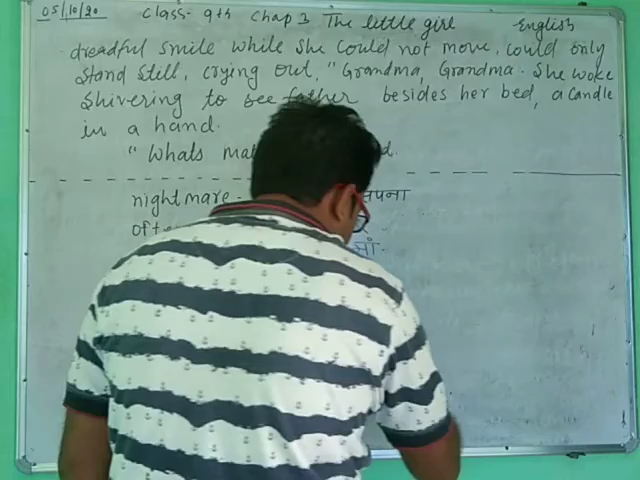 05/10/20 Class- 9th Chap 3 The little girl English
dreadful smile while she could not move, could only
stand still, crying out, "Grandma, Grandma. She woke
shivering to see father besides her bed, a candle
in a hand.
" Whats
nightmare -